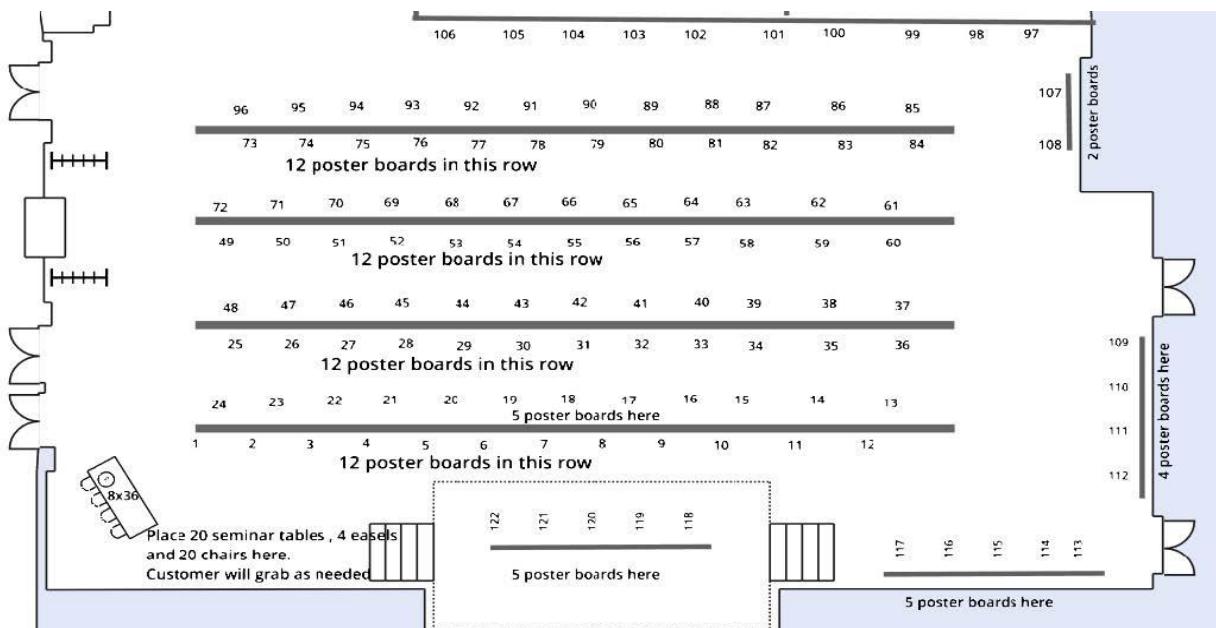 106 105 104 103 102 101 100 99 98 97
107
108
2 poster boards
96 95 94 93 92 91 90 89 88 87 86 85
73 74 75 76 77 78 79 80 81 82 83 84
12 poster boards in this row
72 71 70 69 68 67 66 65 64 63 62 61
49 50 51 52 53 54 55 56 57 58 59 60
12 poster boards in this row
48 47 46 45 44 43 42 41 40 39 38 37
25 26 27 28 29 30 31 32 33 34 35 36
12 poster boards in this row
109
110
111
112
4 poster boards here
24 23 22 21 20 19 18 17 16 15 14 13
5 poster boards here
1 2 3 4 5 6 7 8 9 10 11 12
12 poster boards in this row
8x36
Place 20 seminar tables , 4 easels
and 20 chairs here.
Customer will grab as needed
122 121 120 119 118
5 poster boards here
117 116 115 114 113
5 poster boards here